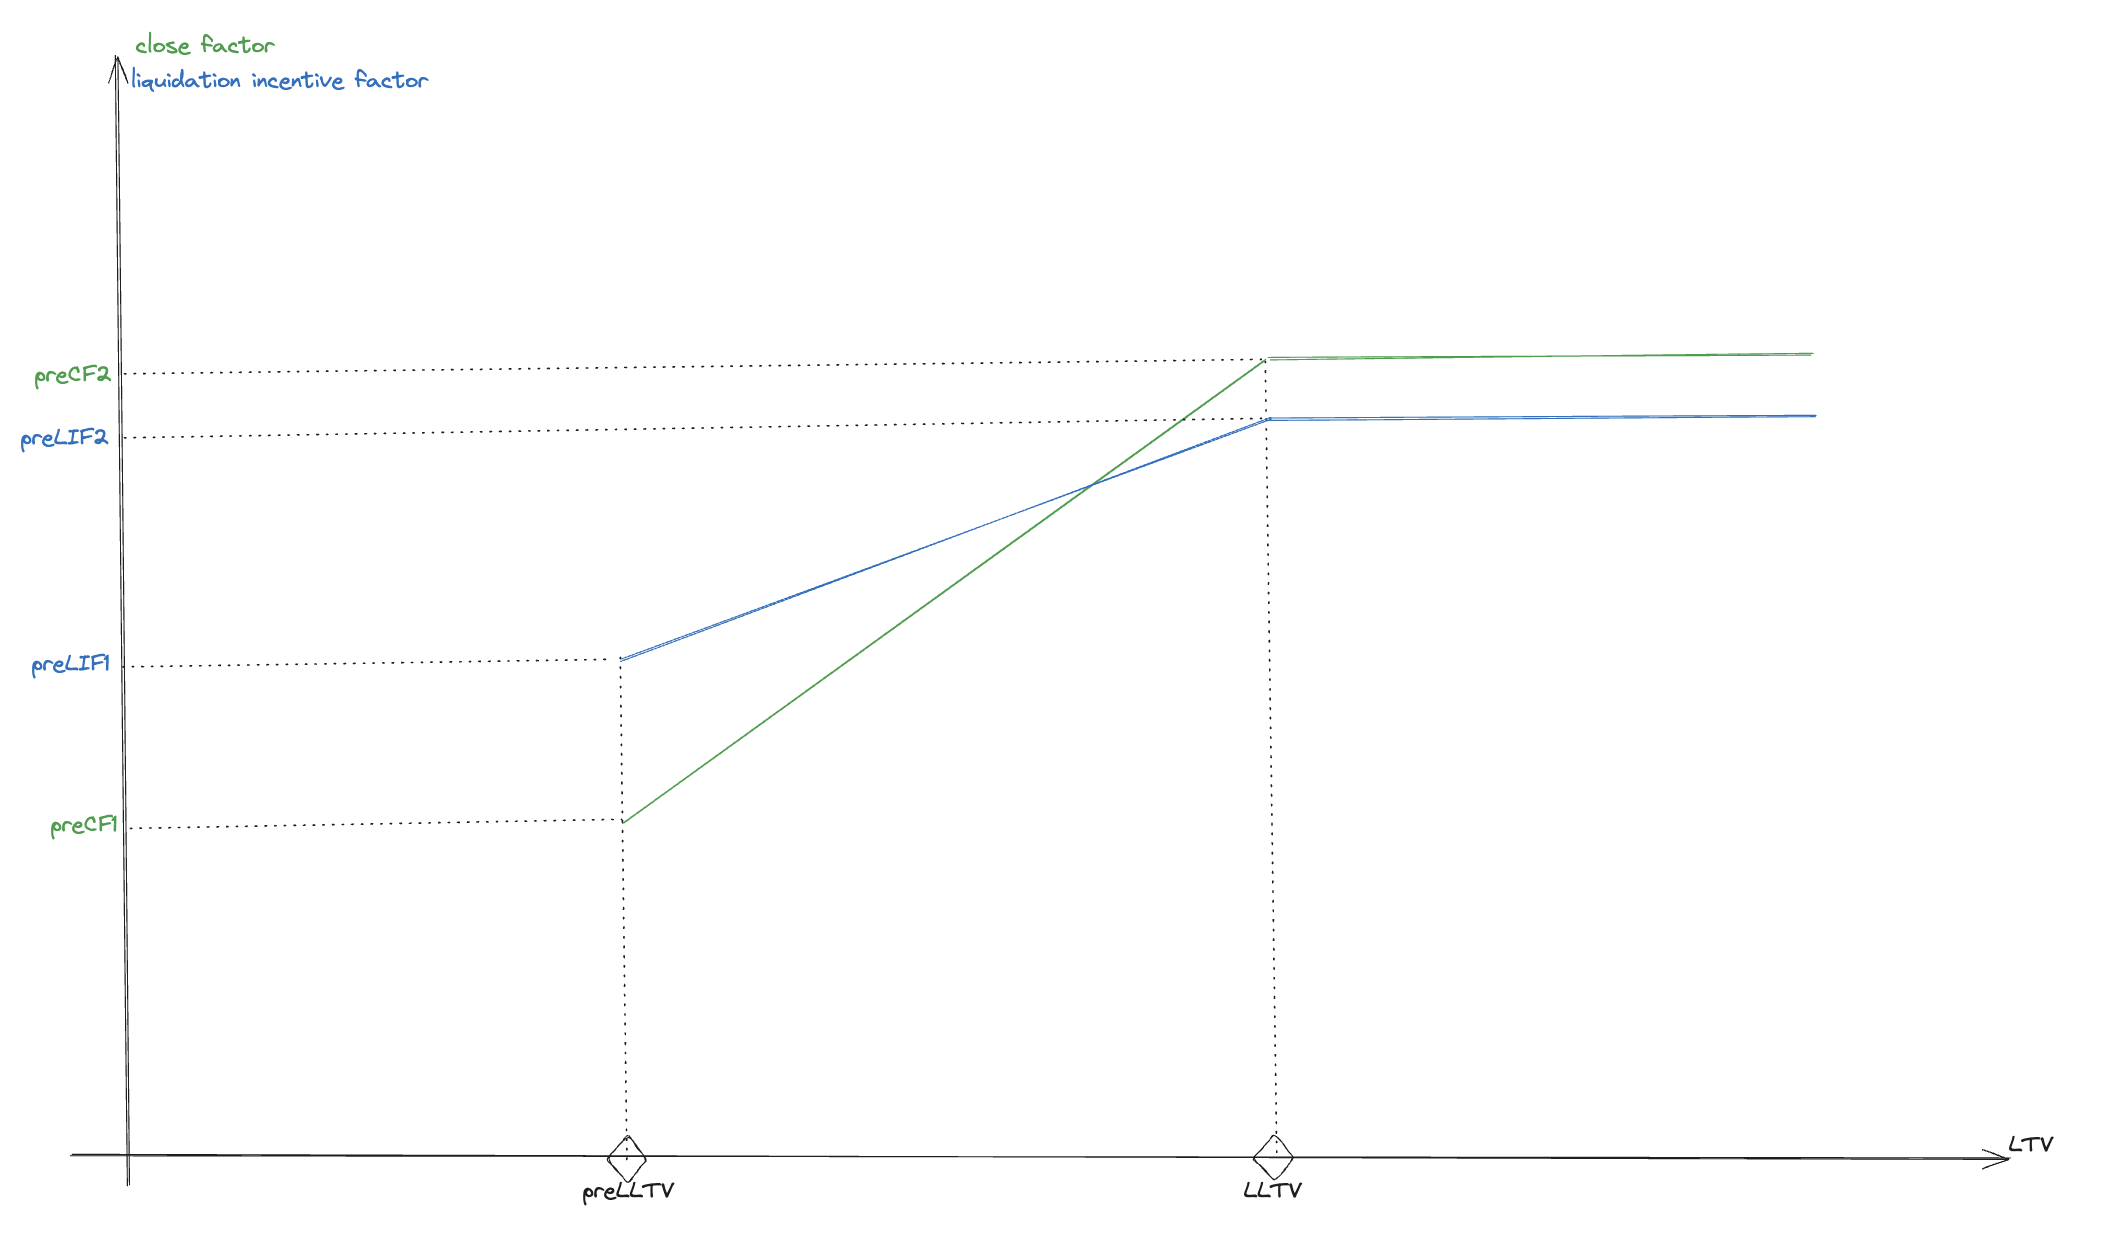 close factor
liquidation incentive factor
preCF2
preLIF2
preLIF1
preCF1
LTV
preLLTV
LLTV